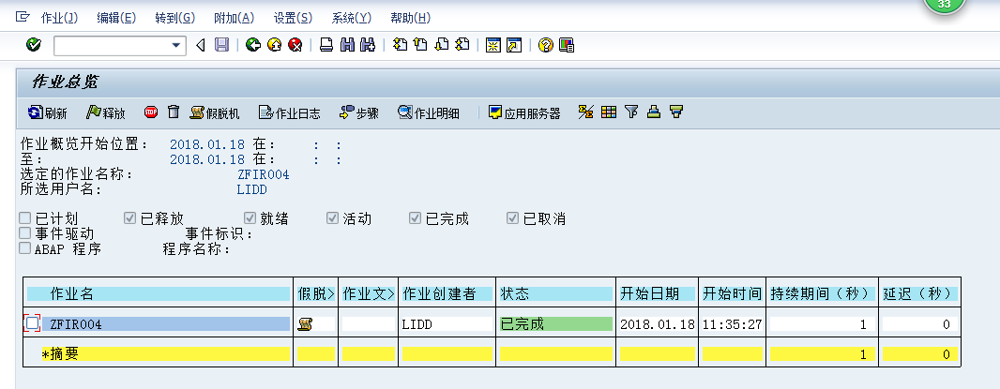 33
作业(J) 编辑(E) 转到(G) 附加(A) 设置(S) 系统(Y) 帮助(H)
作业总览
刷新 释放 STOP 假脱机 作业日志 步骤 作业明细 应用服务器
作业概览开始位置： 2018.01.18 在： : :
至： 2018.01.18 在： : :
选定的作业名称： ZFIR004
所选用户名： LIDD
已计划 已释放 就绪 活动 已完成 已取消
事件驱动 事件标识：
ABAP 程序 程序名称：
作业名 假脱> 作业文> 作业创建者 状态 开始日期 开始时间 持续期间（秒） 延迟（秒）
ZFIR004 LIDD 已完成 2018.01.18 11:35:27 1 0
*摘要 1 0